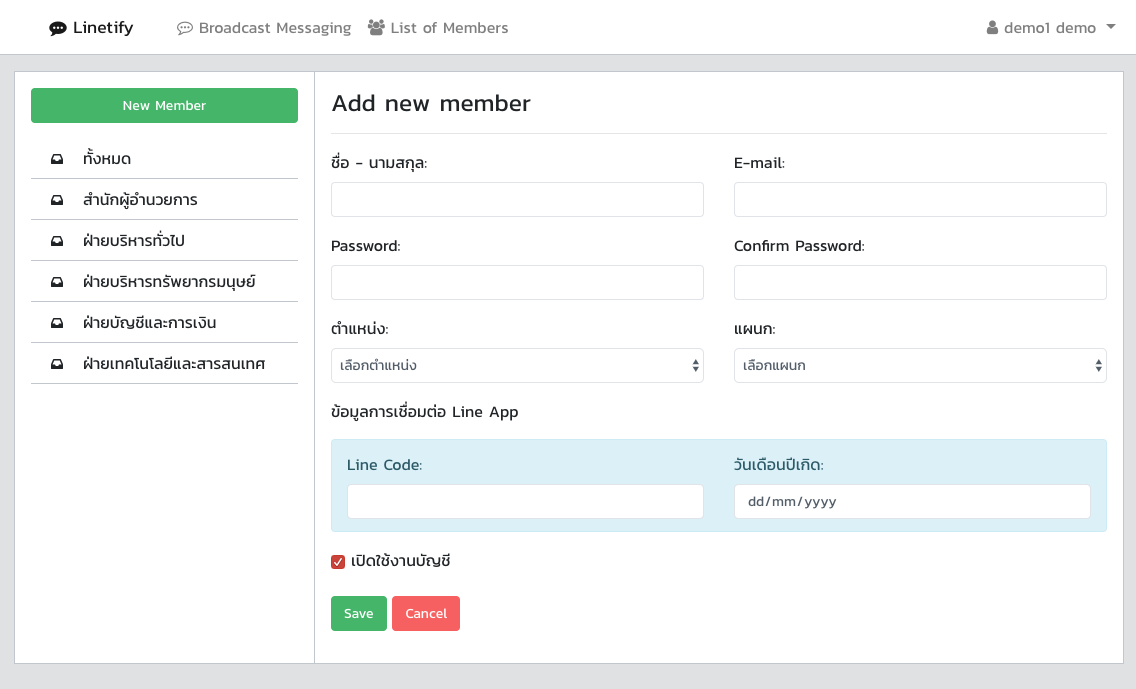 Linetify Broadcast Messaging List of Members demo1 demo
New Member
ทั้งหมด
สำนักผู้อำนวยการ
ฝ่ายบริหารทั่วไป
ฝ่ายบริหารทรัพยากรมนุษย์
ฝ่ายบัญชีและการเงิน
ฝ่ายเทคโนโลยีและสารสนเทศ
Add new member
ชื่อ - นามสกุล: E-mail:
Password: Confirm Password:
ตำแหน่ง: แผนก:
เลือกตำแหน่ง เลือกแผนก
ข้อมูลการเชื่อมต่อ Line App
Line Code: วันเดือนปีเกิด:
dd/mm/yyyy
เปิดใช้งานบัญชี
Save Cancel